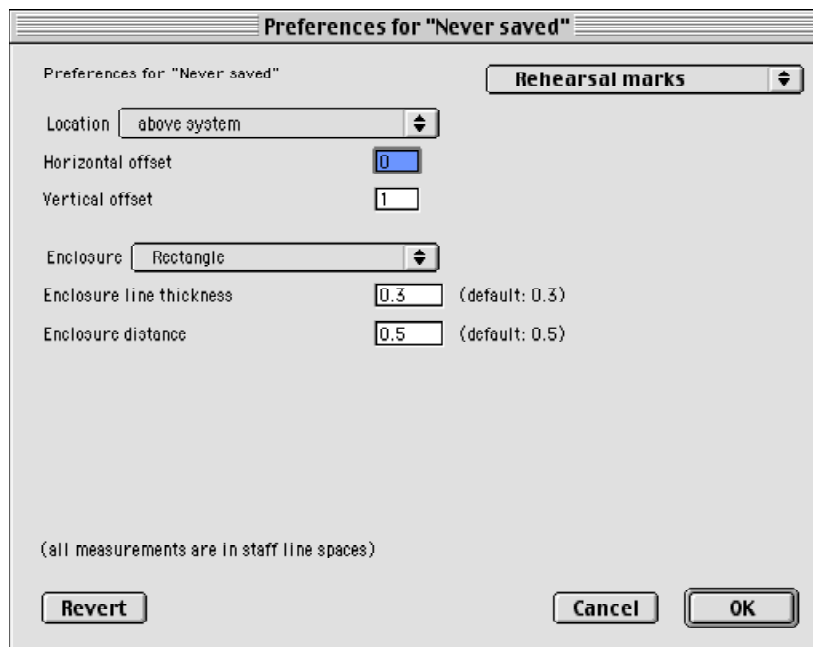 Preferences for "Never saved"
Preferences for "Never saved"
Rehearsal marks
Location above system
Horizontal offset 0
Vertical offset 1
Enclosure Rectangle
Enclosure line thickness 0.3 (default: 0.3)
Enclosure distance 0.5 (default: 0.5)
(all measurements are in staff line spaces)
Revert Cancel OK